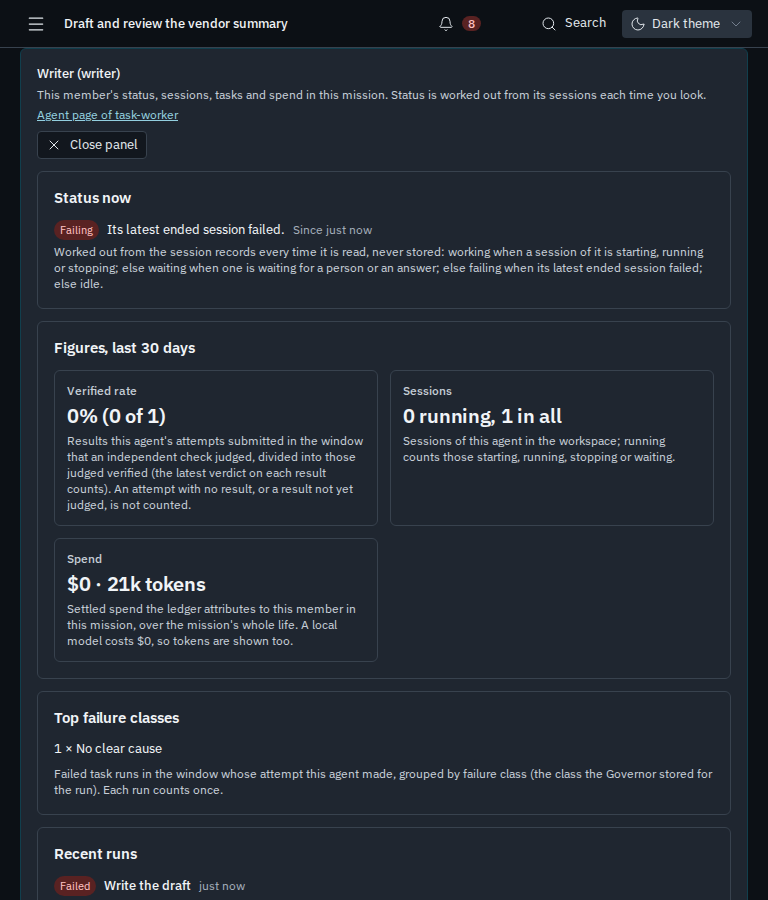 Draft and review the vendor summary
8
Search
Dark theme
Writer (writer)
This member's status, sessions, tasks and spend in this mission. Status is worked out from its sessions each time you look.
Agent page of task-worker
Close panel
Status now
Failing Its latest ended session failed. Since just now
Worked out from the session records every time it is read, never stored: working when a session of it is starting, running
or stopping; else waiting when one is waiting for a person or an answer; else failing when its latest ended session failed;
else idle.
Figures, last 30 days
Verified rate
0% (0 of 1)
Results this agent's attempts submitted in the window
that an independent check judged, divided into those
judged verified (the latest verdict on each result
counts). An attempt with no result, or a result not yet
judged, is not counted.
Sessions
0 running, 1 in all
Sessions of this agent in the workspace; running
counts those starting, running, stopping or waiting.
Spend
$0 · 21k tokens
Settled spend the ledger attributes to this member in
this mission, over the mission's whole life. A local
model costs $0, so tokens are shown too.
Top failure classes
1 × No clear cause
Failed task runs in the window whose attempt this agent made, grouped by failure class (the class the Governor stored for
the run). Each run counts once.
Recent runs
Failed Write the draft just now